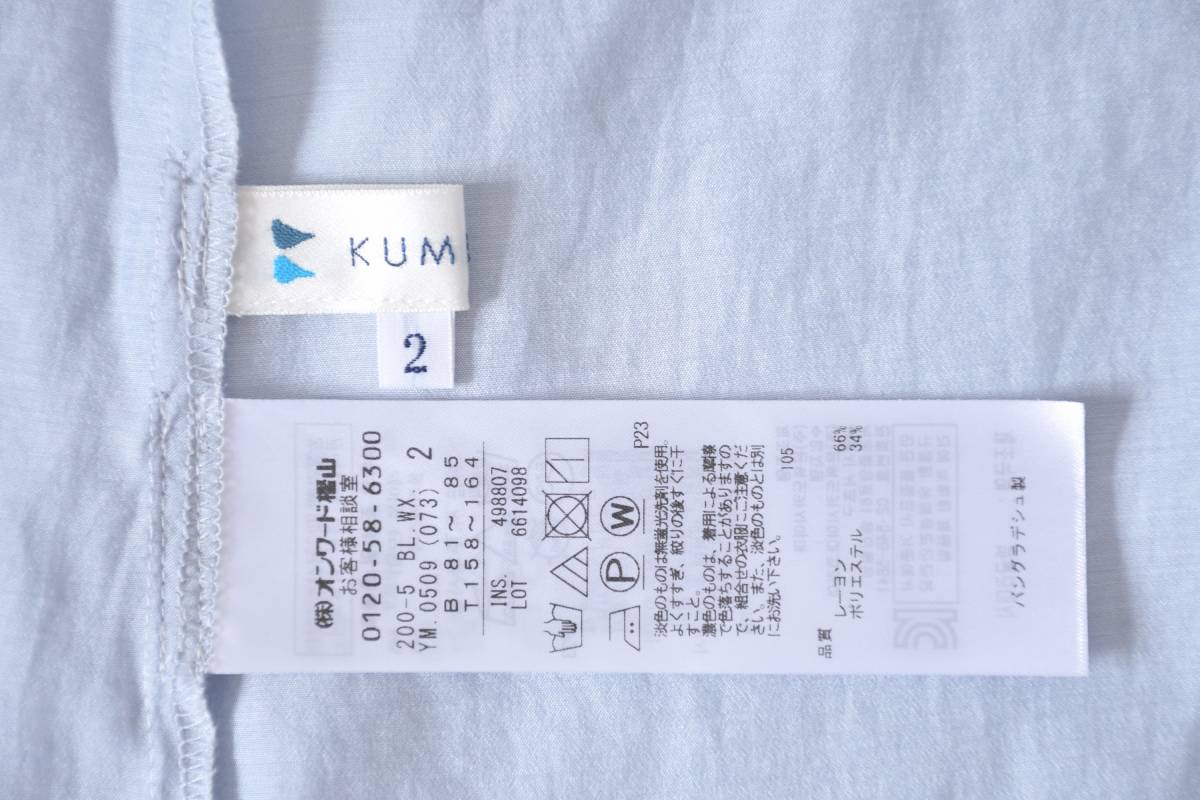 KUM
2
(株)オンワード樫山
お客様相談室
0120-58-6300
200-5 BL.WX.
YM.0509 (073) 2
B 81~ 85
T158~164
INS. 498807
LOT 6614098
P W
P23
淡色のものは無蛍光洗剤を使用。
よくすすぎ、絞りの後すぐに干
すこと。
濃色のものは、着用による摩擦
で色落ちすることがありますの
で、組合せの衣服にご注意くだ
さい。また、淡色のものとは別
にお洗い下さい。
105
品質
レーヨン 66%
ポリエステル 34%
バングラデシュ製